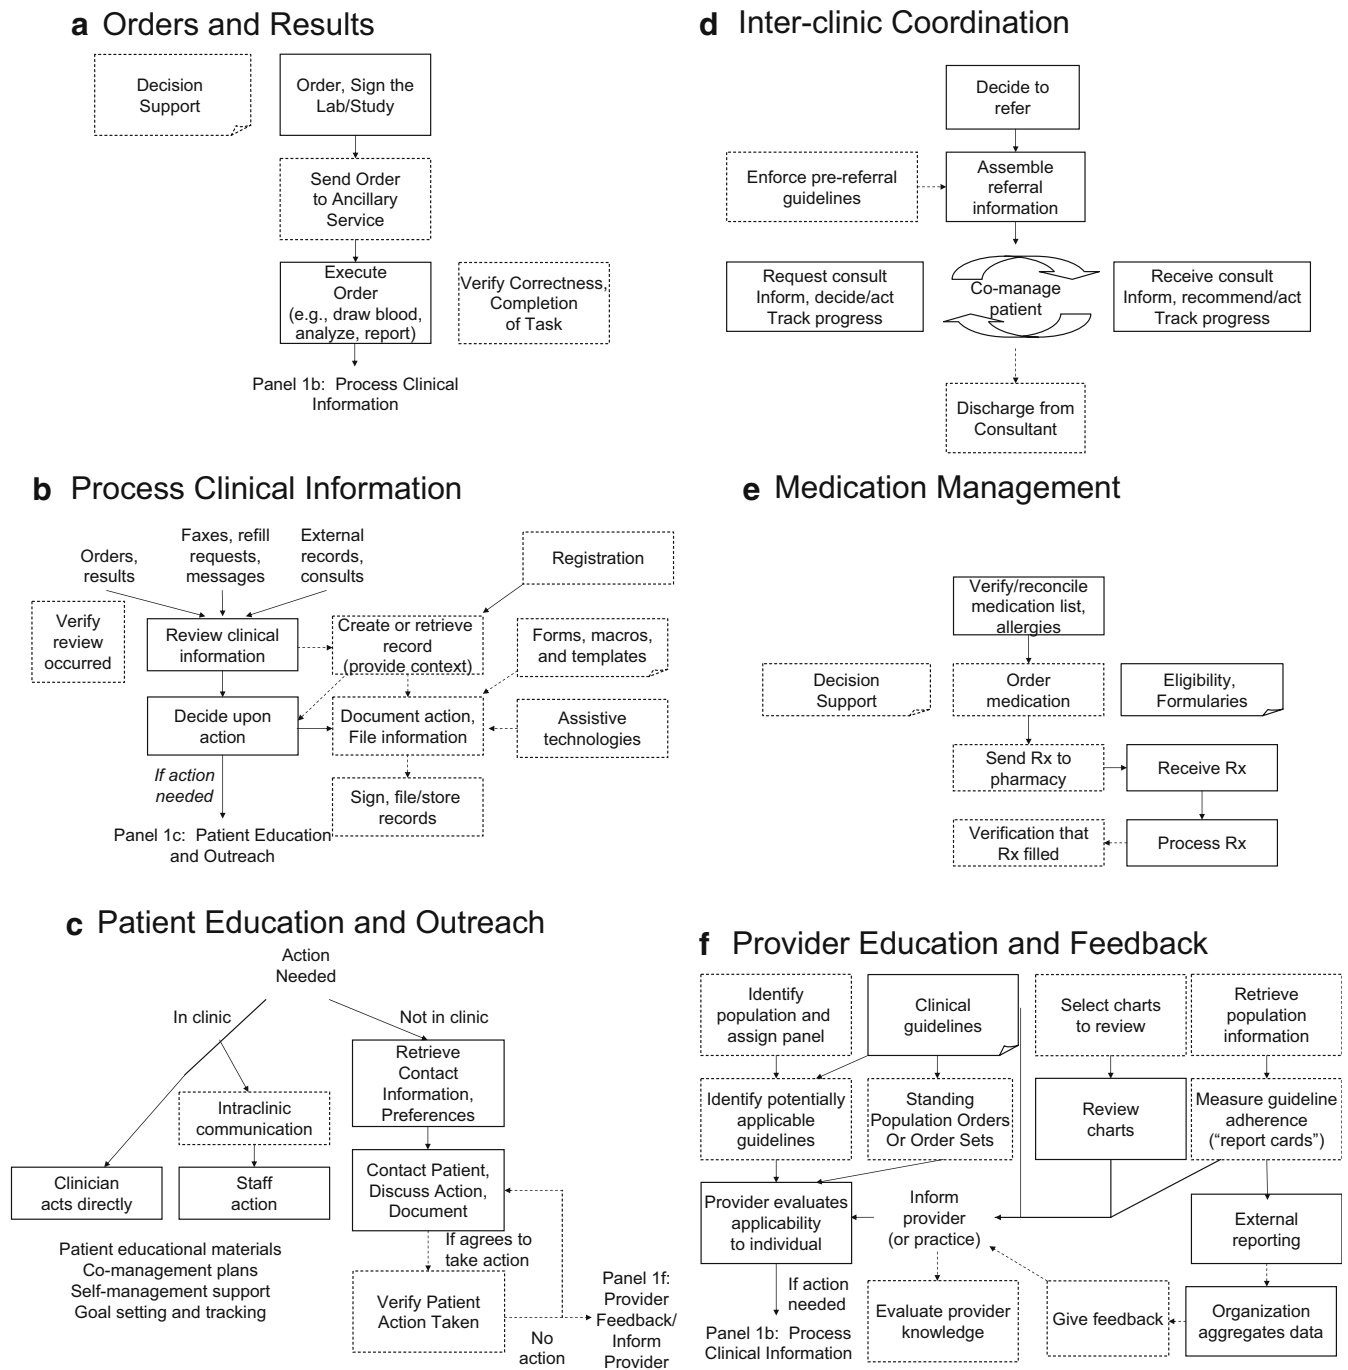 a Orders and Results
Decision
Support
Order, Sign the
Lab/Study
Send Order
to Ancillary
Service
Execute
Order
(e.g., draw blood,
analyze, report)
Verify Correctness,
Completion
of Task
Panel 1b: Process Clinical
Information
b Process Clinical Information
Orders,
results
Faxes, refill
requests,
messages
External
records,
consults
Registration
Verify
review
occurred
Review clinical
information
Create or retrieve
record
(provide context)
Forms, macros,
and templates
Decide upon
action
Document action,
File information
Assistive
technologies
If action
needed
Sign, file/store
records
Panel 1c: Patient Education
and Outreach
c Patient Education and Outreach
Action
Needed
In clinic
Not in clinic
Retrieve
Contact
Information,
Preferences
Intraclinic
communication
Clinician
acts directly
Staff
action
Contact Patient,
Discuss Action,
Document
If agrees to
take action
Patient educational materials
Co-management plans
Self-management support
Goal setting and tracking
Verify Patient
Action Taken
No
action
Panel 1f:
Provider
Feedback/
Inform
Provider
d Inter-clinic Coordination
Decide to
refer
Enforce pre-referral
guidelines
Assemble
referral
information
Request consult
Inform, decide/act
Track progress
Co-manage
patient
Receive consult
Inform, recommend/act
Track progress
Discharge from
Consultant
e Medication Management
Verify/reconcile
medication list,
allergies
Decision
Support
Order
medication
Eligibility,
Formularies
Send Rx to
pharmacy
Receive Rx
Verification that
Rx filled
Process Rx
f Provider Education and Feedback
Identify
population and
assign panel
Clinical
guidelines
Select charts
to review
Retrieve
population
information
Identify potentially
applicable
guidelines
Standing
Population Orders
Or Order Sets
Review
charts
Measure guideline
adherence
(“report cards”)
Provider evaluates
applicability
to individual
Inform
provider
(or practice)
External
reporting
If action
needed
Evaluate provider
knowledge
Give feedback
Organization
aggregates data
Panel 1b: Process
Clinical Information